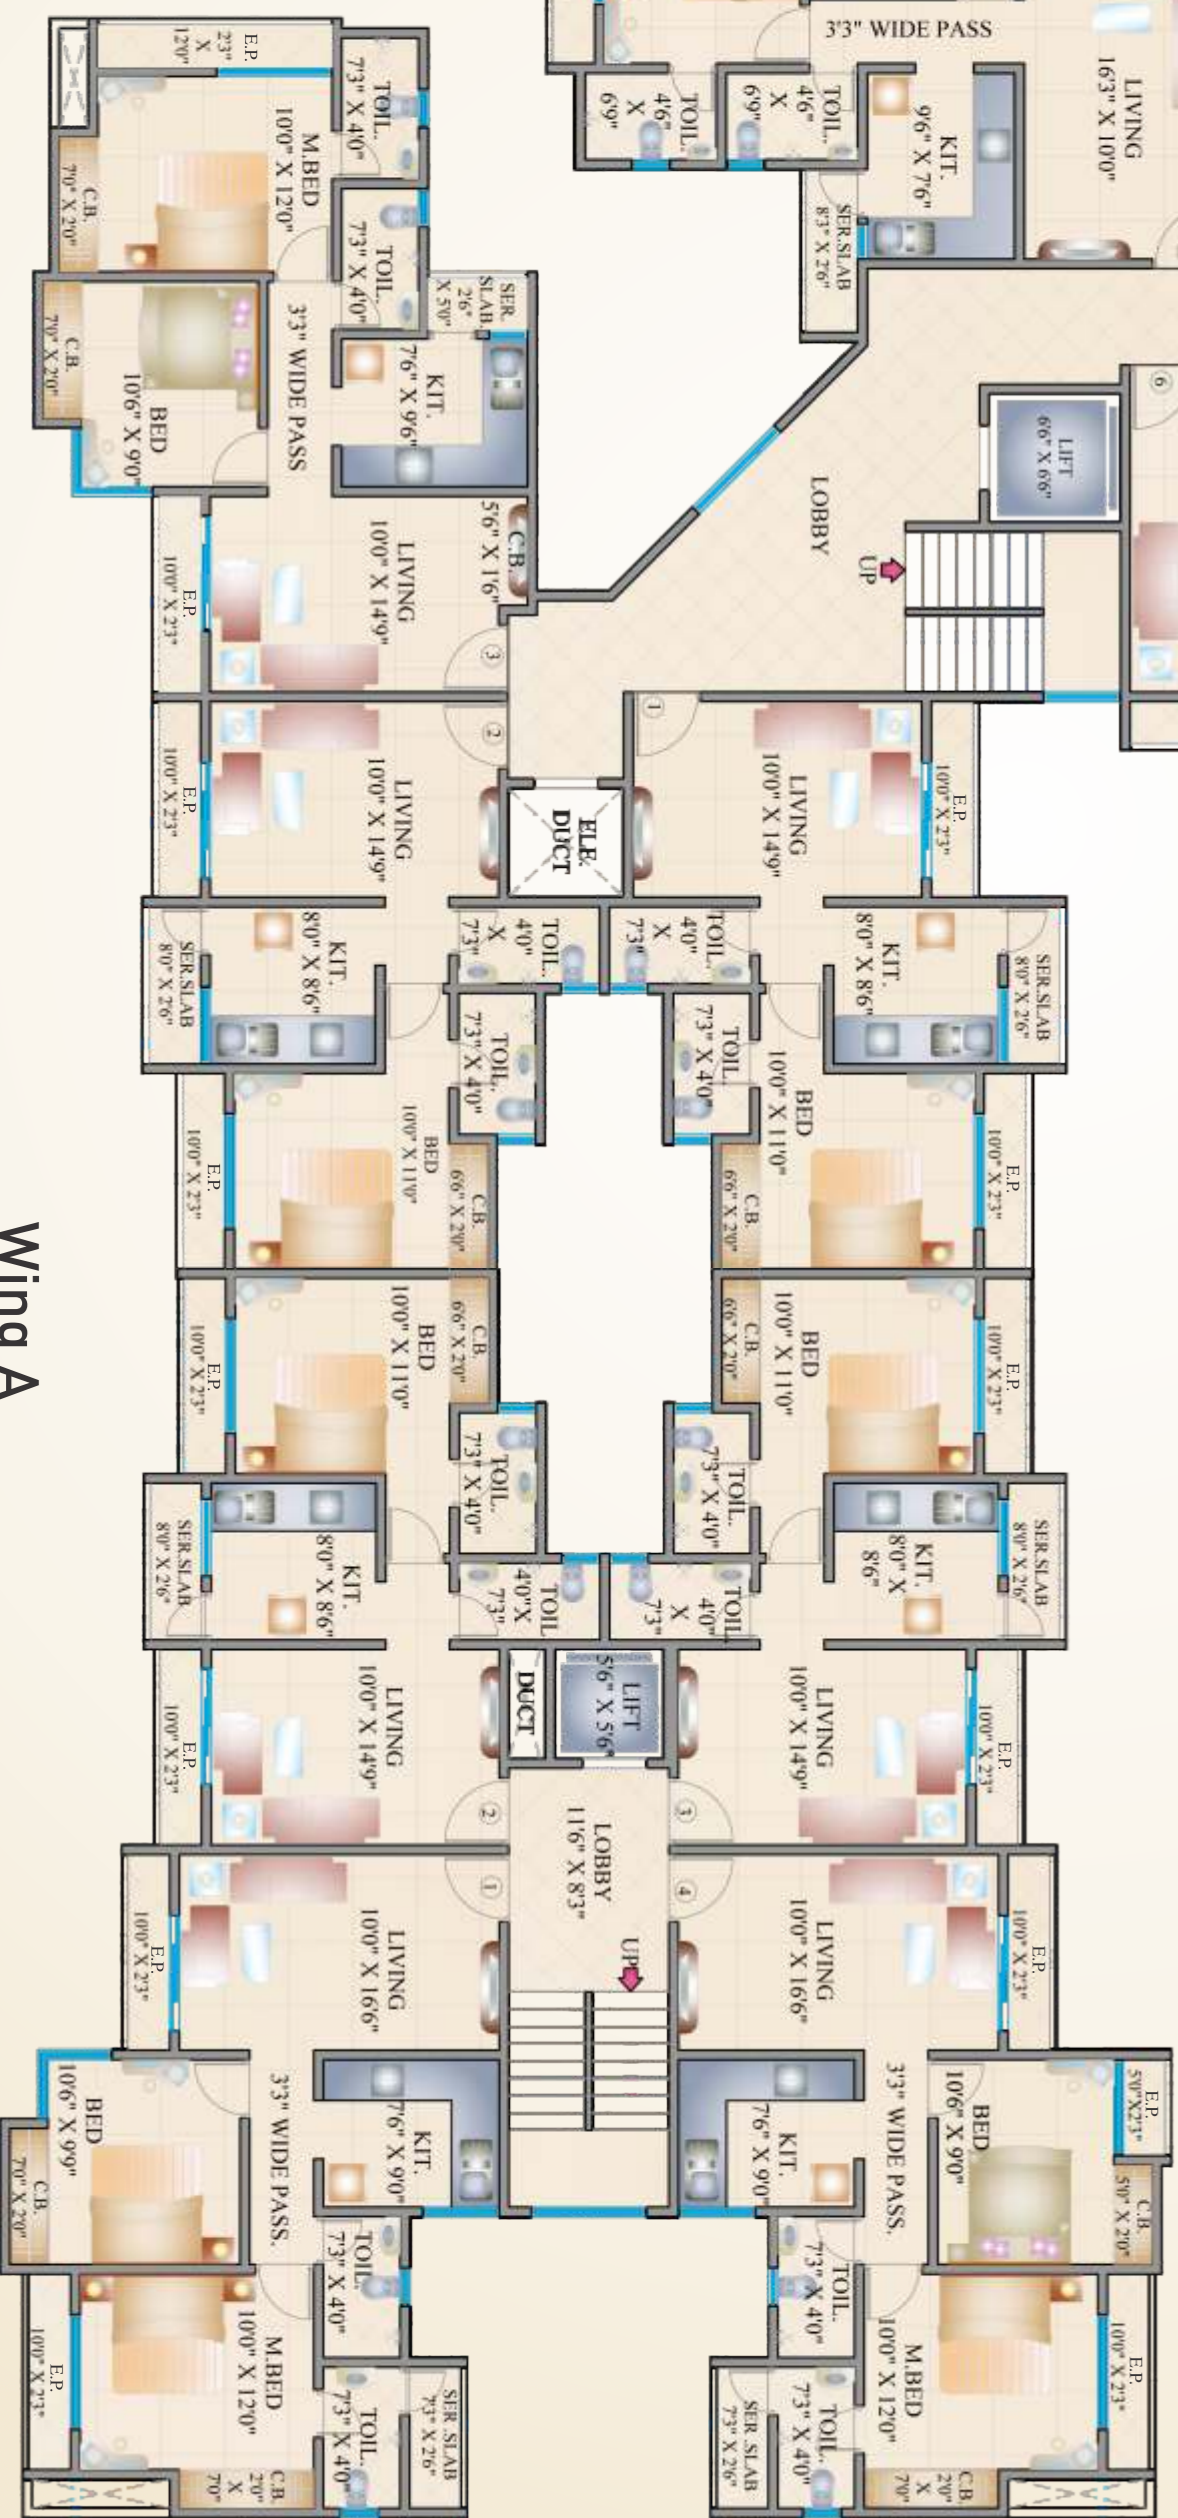 E.P.
2'3"
X
12'0"
TOIL.
7'3" X 4'0"
M.BED
10'0" X 12'0"
C.B.
7'0" X 2'0"
TOIL.
7'3" X 4'0"
SER.
SLAB.
2'6"
X 5'0"
C.B.
7'0" X 2'0"
BED
10'6" X 9'0"
3'3" WIDE PASS
KIT.
7'6" X 9'6"
C.B.
5'6" X 1'6"
LIVING
10'0" X 14'9"
E.P.
10'0" X 2'3"
3
3'3" WIDE PASS
TOIL.
4'6"
X
6'9"
TOIL.
4'6"
X
6'9"
KIT.
9'6" X 7'6"
LIVING
16'3" X 10'0"
SER.SLAB
8'3" X 2'6"
6
LIFT
6'6" X 6'6"
LOBBY
UP
2
LIVING
10'0" X 14'9"
E.P.
10'0" X 2'3"
ELE.
DUCT
1
LIVING
10'0" X 14'9"
E.P.
10'0" X 2'3"
SER.SLAB
8'0" X 2'6"
KIT.
8'0" X 8'6"
TOIL.
4'0"
X
7'3"
TOIL.
4'0"
X
7'3"
KIT.
8'0" X 8'6"
SER.SLAB
8'0" X 2'6"
TOIL.
7'3" X 4'0"
TOIL.
7'3" X 4'0"
E.P.
10'0" X 2'3"
BED
10'0" X 11'0"
C.B.
6'6" X 2'0"
C.B.
6'6" X 2'0"
BED
10'0" X 11'0"
E.P.
10'0" X 2'3"
E.P.
10'0" X 2'3"
BED
10'0" X 11'0"
C.B.
6'6" X 2'0"
C.B.
6'6" X 2'0"
BED
10'0" X 11'0"
E.P.
10'0" X 2'3"
TOIL.
7'3" X 4'0"
TOIL.
7'3" X 4'0"
SER.SLAB
8'0" X 2'6"
KIT.
8'0" X 8'6"
TOIL
4'0"X
7'3"
TOIL
4'0"
X
7'3"
KIT.
8'0" X
8'6"
SER.SLAB
8'0" X 2'6"
E.P.
10'0" X 2'3"
LIVING
10'0" X 14'9"
DUCT
LIFT
5'6" X 5'6"
LIVING
10'0" X 14'9"
E.P.
10'0" X 2'3"
2
3
LOBBY
11'6" X 8'3"
1
4
UP
E.P.
10'0" X 2'3"
LIVING
10'0" X 16'6"
LIVING
10'0" X 16'6"
E.P.
10'0" X 2'3"
BED
10'6" X 9'9"
C.B.
7'0" X 2'0"
3'3" WIDE PASS.
KIT.
7'6" X 9'0"
KIT.
7'6" X 9'0"
3'3" WIDE PASS.
BED
10'6" X 9'0"
E.P.
5'0"X2'3"
C.B.
5'0" X 2'0"
TOIL.
7'3" X 4'0"
TOIL.
7'3" X 4'0"
E.P.
10'0" X 2'3"
M.BED
10'0" X 12'0"
C.B.
2'0"
X
7'0"
TOIL.
7'3" X 4'0"
SER.SLAB
7'3" X 2'6"
SER.SLAB
7'3" X 2'6"
TOIL.
7'3" X 4'0"
M.BED
10'0" X 12'0"
C.B.
2'0"
X
7'0"
E.P.
10'0" X 2'3"
Wing A